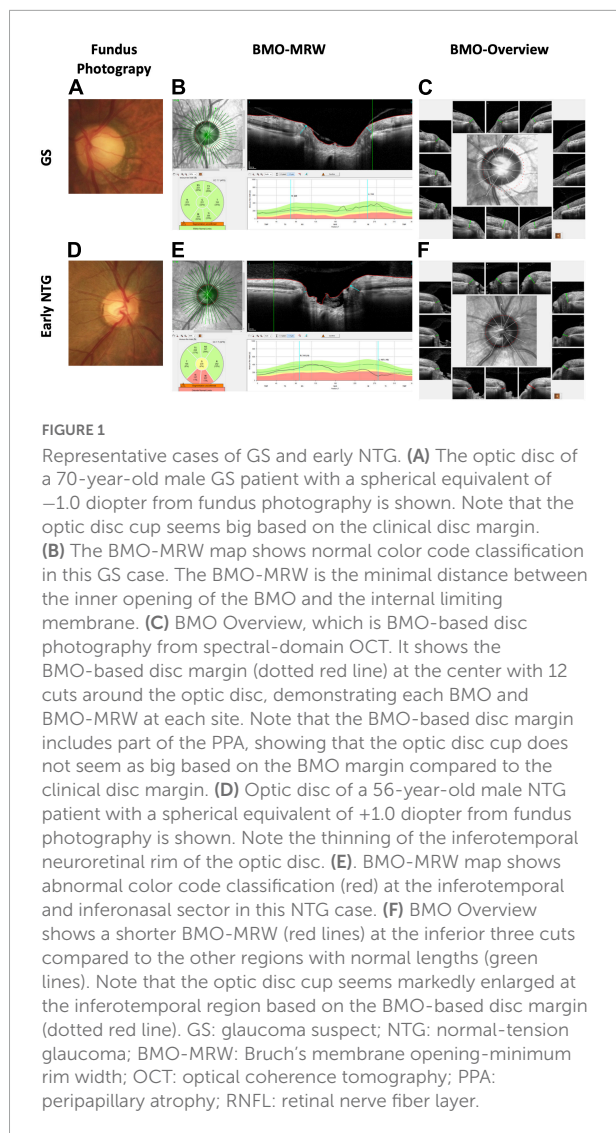 Fundus
Photograpy
BMO-MRW
BMO-Overview
A
B
C
GS
D
E
F
Early NTG
FIGURE 1
Representative cases of GS and early NTG. (A) The optic disc of
a 70-year-old male GS patient with a spherical equivalent of
−1.0 diopter from fundus photography is shown. Note that the
optic disc cup seems big based on the clinical disc margin.
(B) The BMO-MRW map shows normal color code classification
in this GS case. The BMO-MRW is the minimal distance between
the inner opening of the BMO and the internal limiting
membrane. (C) BMO Overview, which is BMO-based disc
photography from spectral-domain OCT. It shows the
BMO-based disc margin (dotted red line) at the center with 12
cuts around the optic disc, demonstrating each BMO and
BMO-MRW at each site. Note that the BMO-based disc margin
includes part of the PPA, showing that the optic disc cup does
not seem as big based on the BMO margin compared to the
clinical disc margin. (D) Optic disc of a 56-year-old male NTG
patient with a spherical equivalent of +1.0 diopter from fundus
photography is shown. Note the thinning of the inferotemporal
neuroretinal rim of the optic disc. (E). BMO-MRW map shows
abnormal color code classification (red) at the inferotemporal
and inferonasal sector in this NTG case. (F) BMO Overview
shows a shorter BMO-MRW (red lines) at the inferior three cuts
compared to the other regions with normal lengths (green
lines). Note that the optic disc cup seems markedly enlarged at
the inferotemporal region based on the BMO-based disc margin
(dotted red line). GS: glaucoma suspect; NTG: normal-tension
glaucoma; BMO-MRW: Bruch's membrane opening-minimum
rim width; OCT: optical coherence tomography; PPA:
peripapillary atrophy; RNFL: retinal nerve fiber layer.